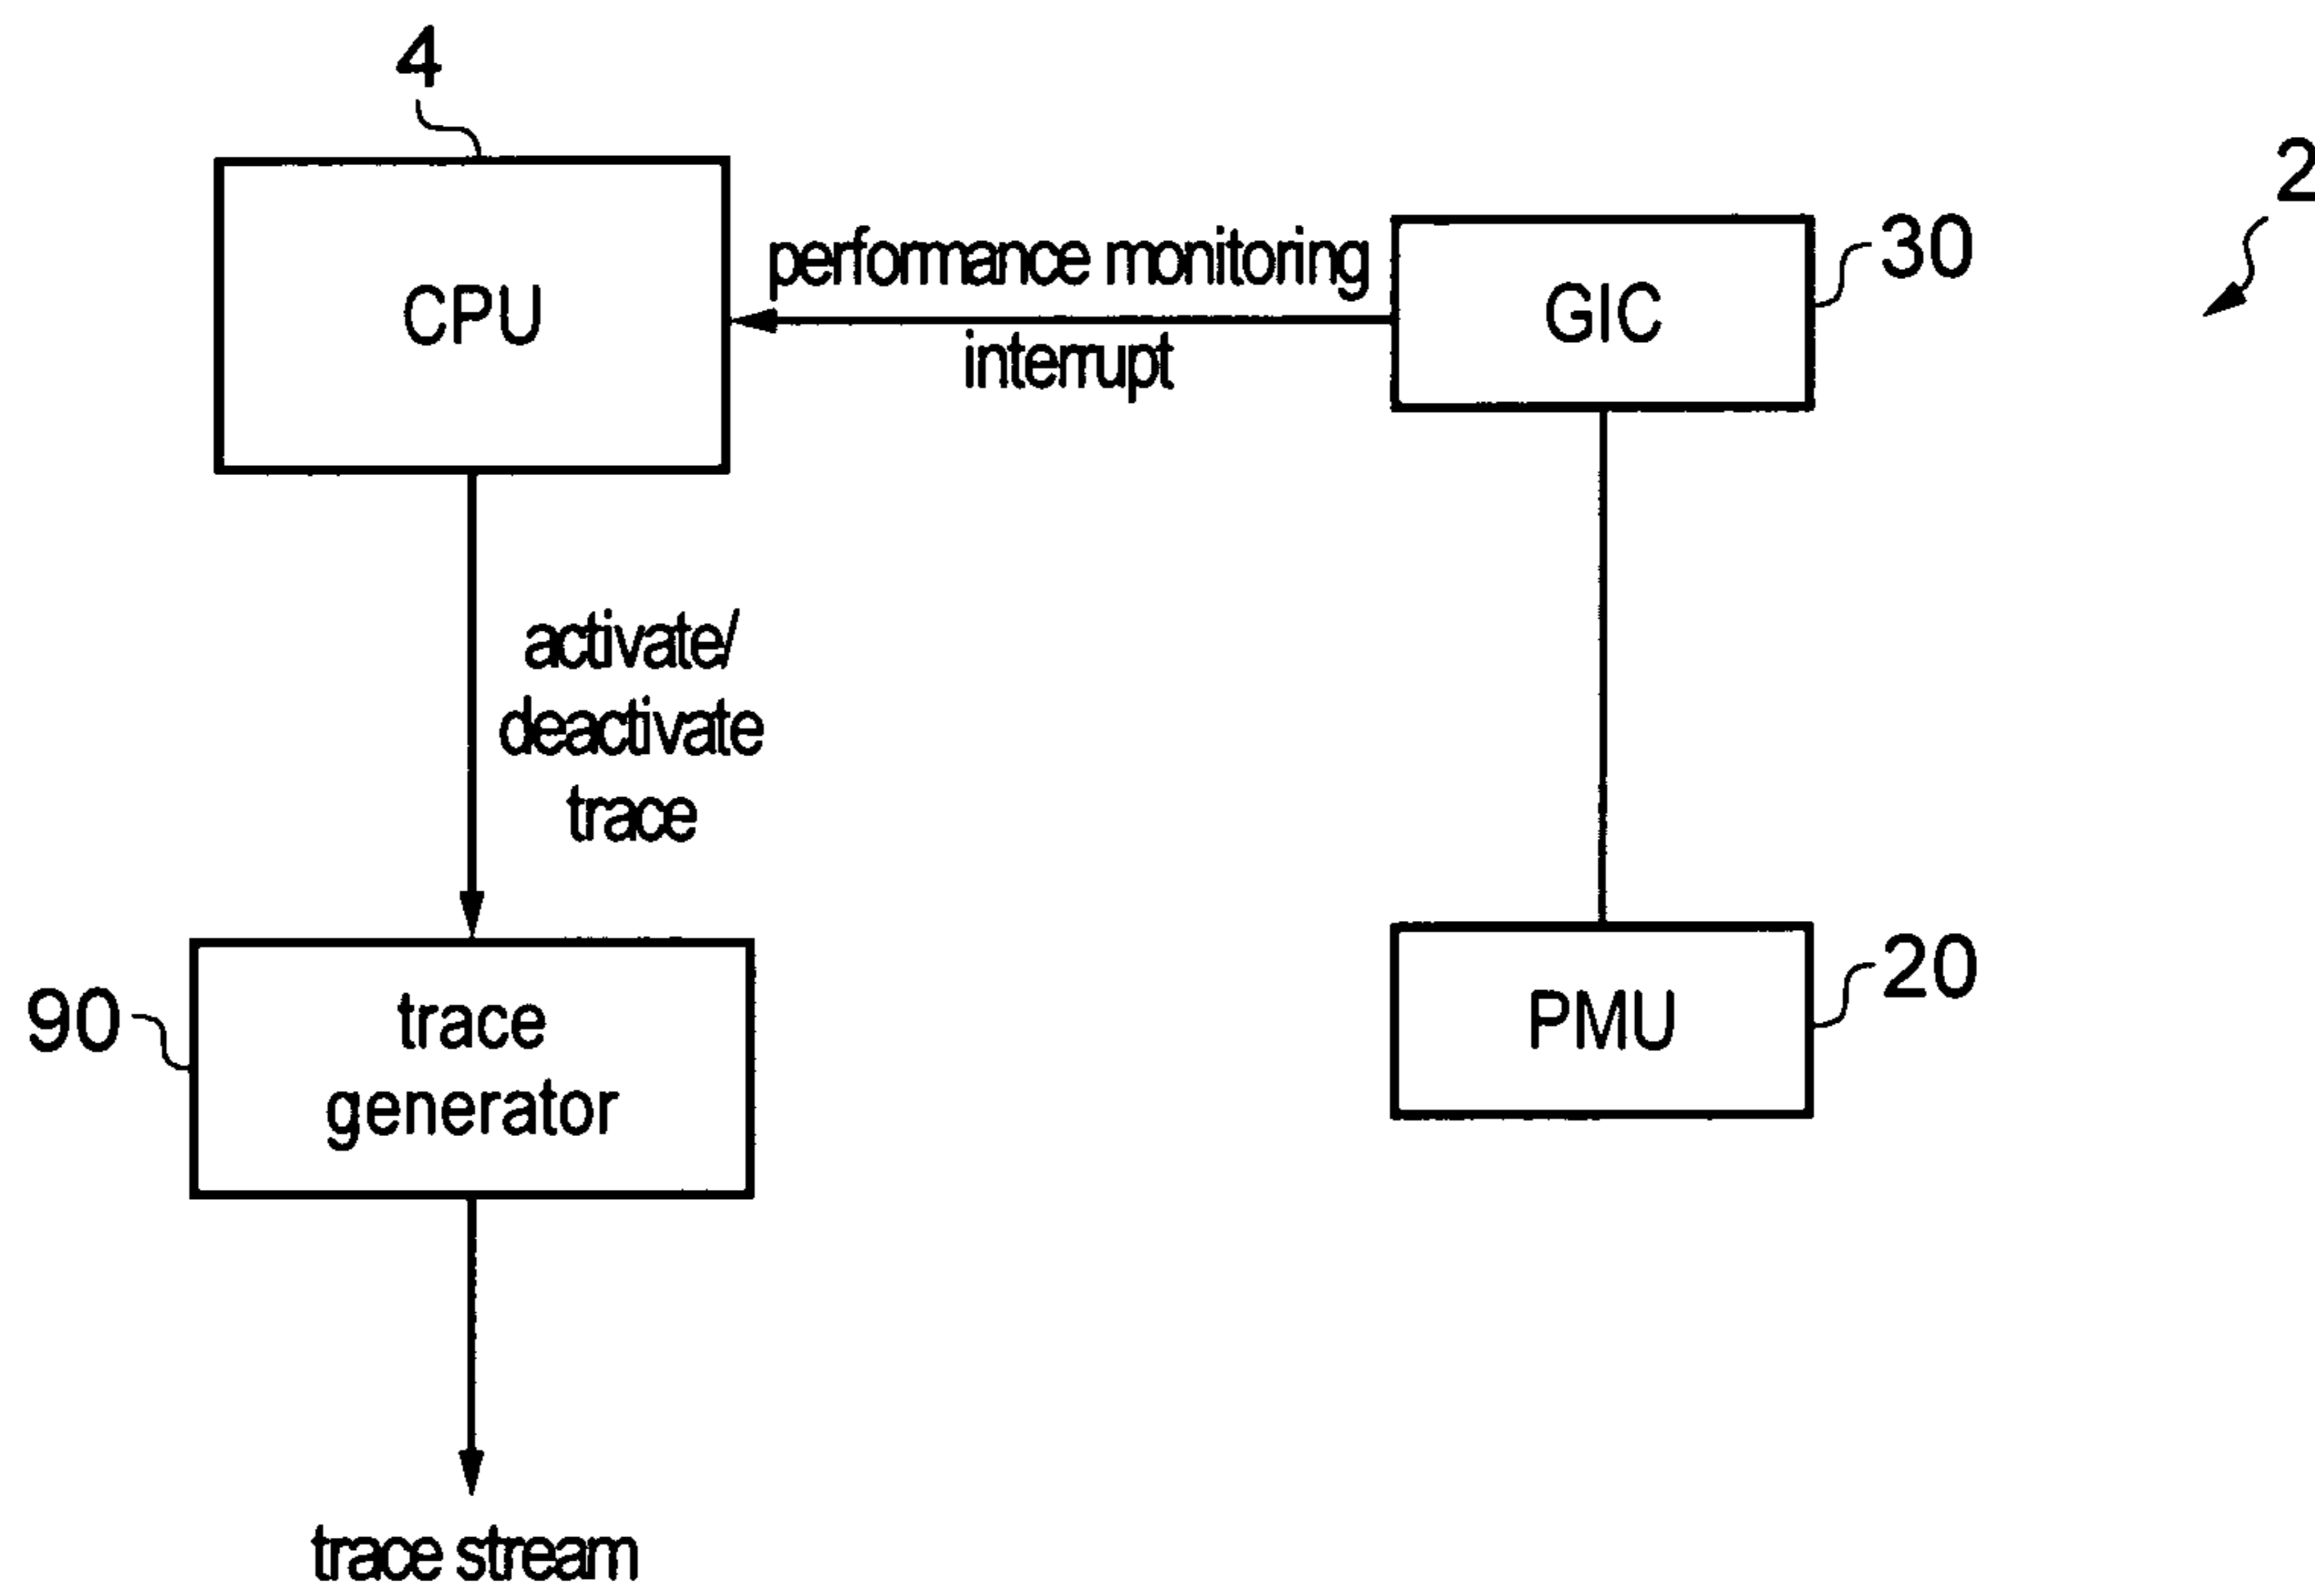 4
2
performance monitoring
30
CPU
GIC
interrupt
activate/
deactivate
trace
90
trace
generator
PMU
20
trace stream